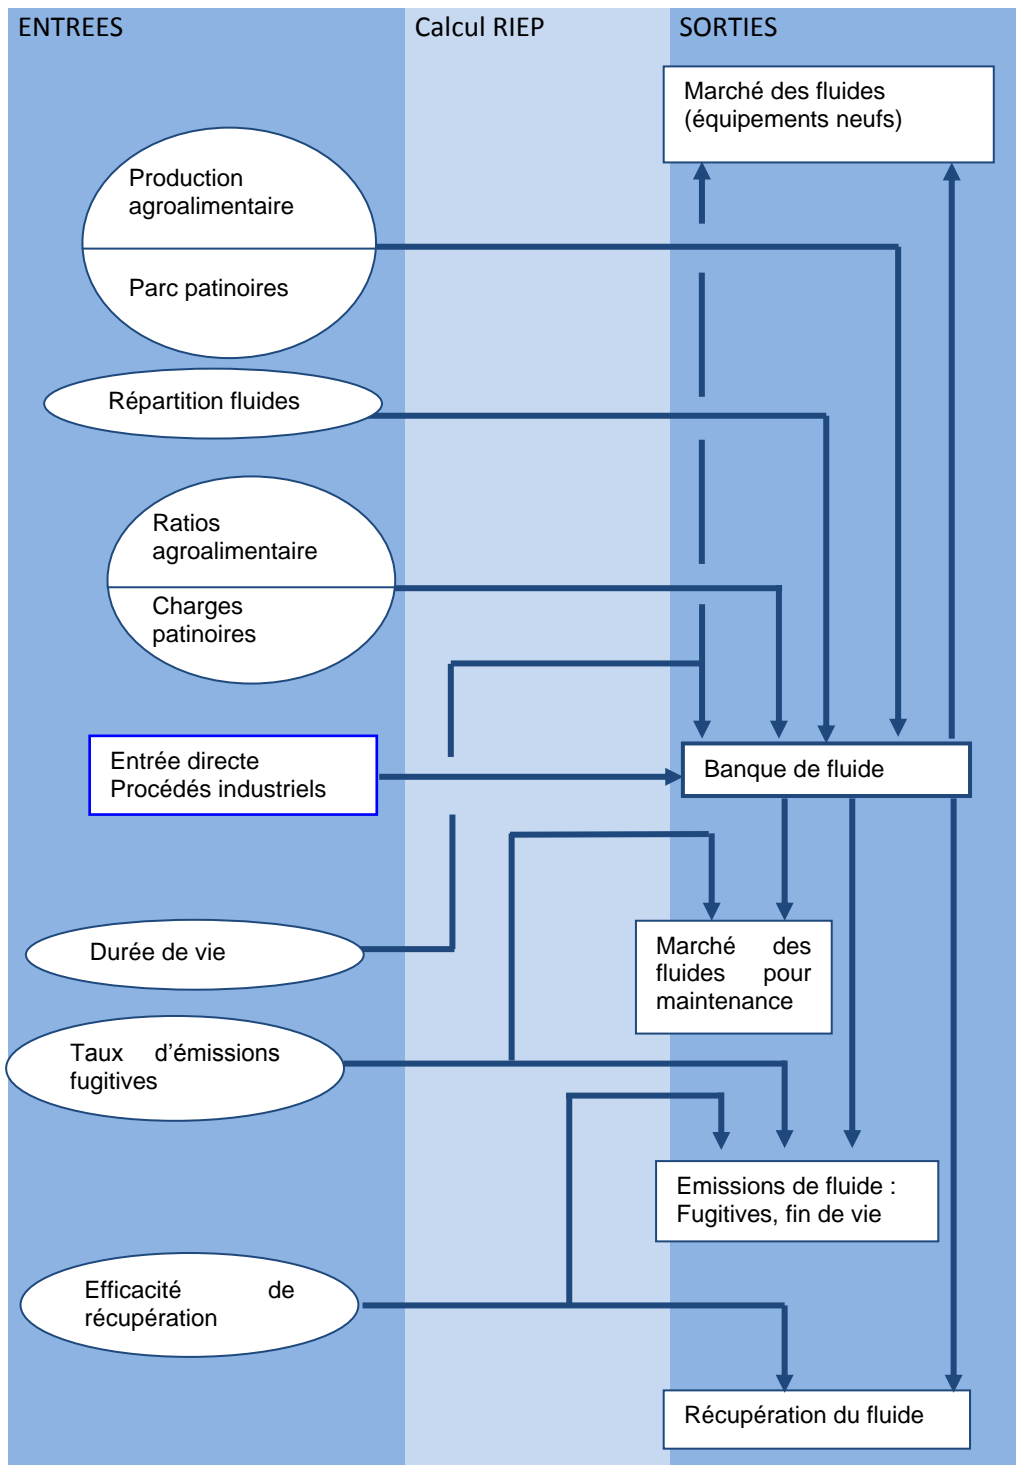 ENTREES
Calcul RIEP
SORTIES
Marché des fluides
(équipements neufs)
Production
agroalimentaire
Parc patinoires
Répartition fluides
Ratios
agroalimentaire
Charges
patinoires
Entrée directe
Procédés industriels
Banque de fluide
Durée de vie
Marché des
fluides pour
maintenance
Taux d'émissions
fugitives
Emissions de fluide :
Fugitives, fin de vie
Efficacité de
récupération
Récupération du fluide